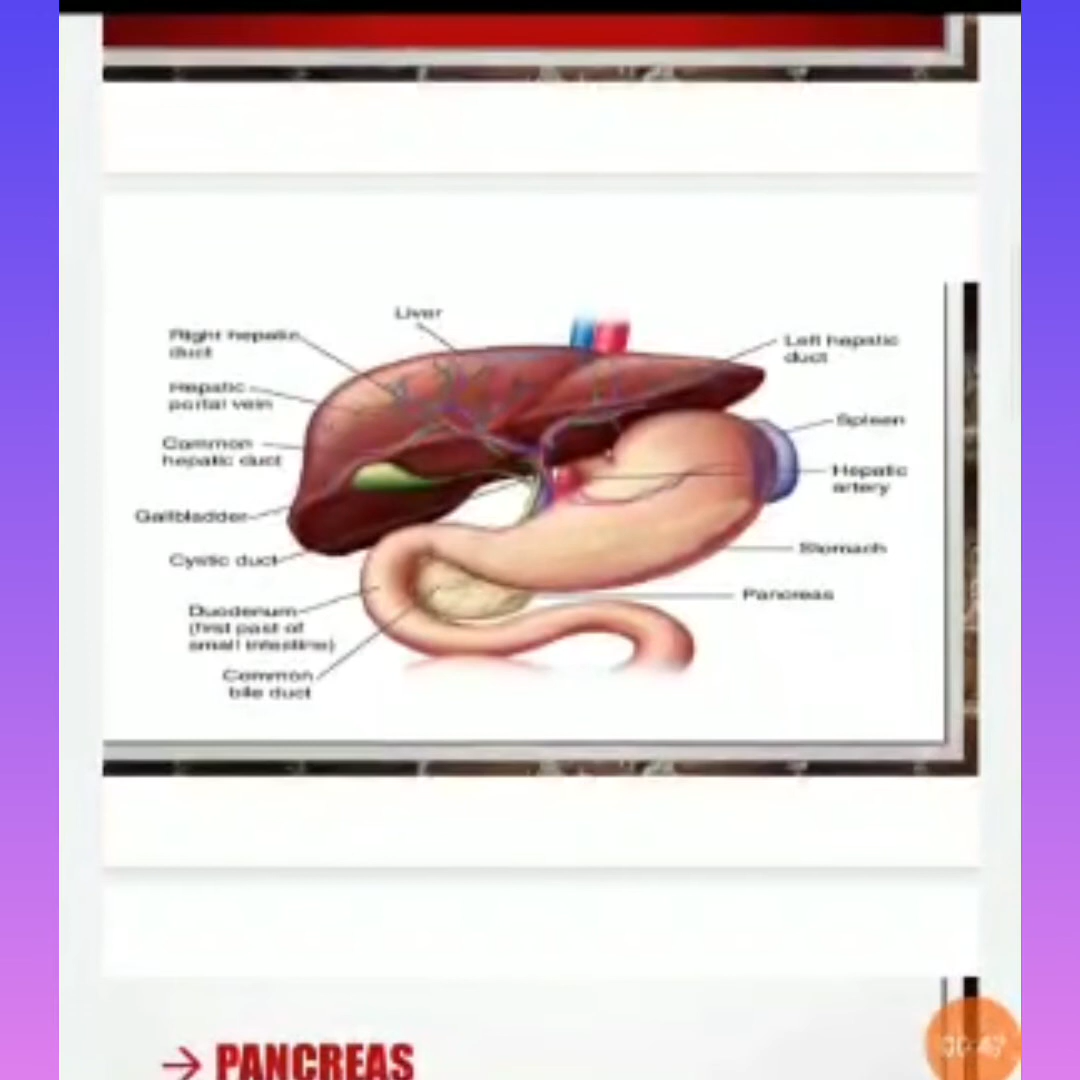 Liver
Right hepatic
duct
Left hepatic
duct
Hepatic
portal vein
Spleen
Common
hepatic duct
Hepatic
artery
Gallbladder
Cystic duct
Stomach
Pancreas
Duodenum
(first past of
small intestine)
Common
bile duct
→ PANCREAS